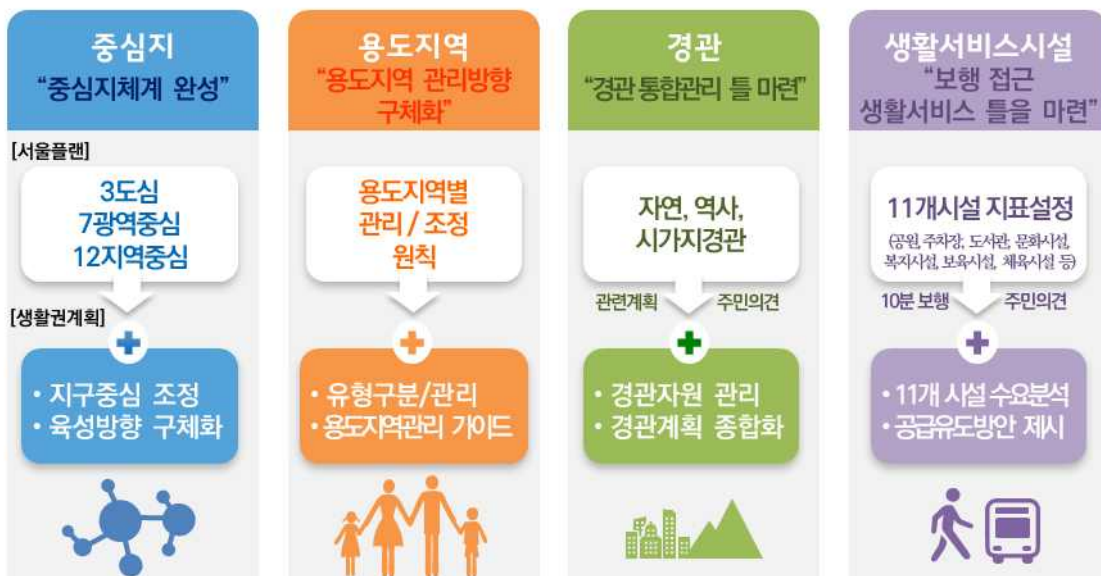 중심지
“중심지체계 완성”
[서울플랜]
3도심
7광역중심
12지역중심
[생활권계획]
• 지구중심 조정
• 육성방향 구체화
용도지역
“용도지역 관리방향
구체화”
용도지역별
관리 / 조정
원칙
• 유형구분/관리
• 용도지역관리 가이드
경관
“경관 통합관리 틀 마련”
자연, 역사,
시가지경관
관련계획 주민의견
• 경관자원 관리
• 경관계획 종합화
생활서비스시설
“보행 접근
생활서비스 틀을 마련”
11개시설 지표설정
(공원, 주차장, 도서관, 문화시설,
복지시설, 보육시설, 체육시설 등)
10분 보행 주민의견
• 11개 시설 수요분석
• 공급유도방안 제시